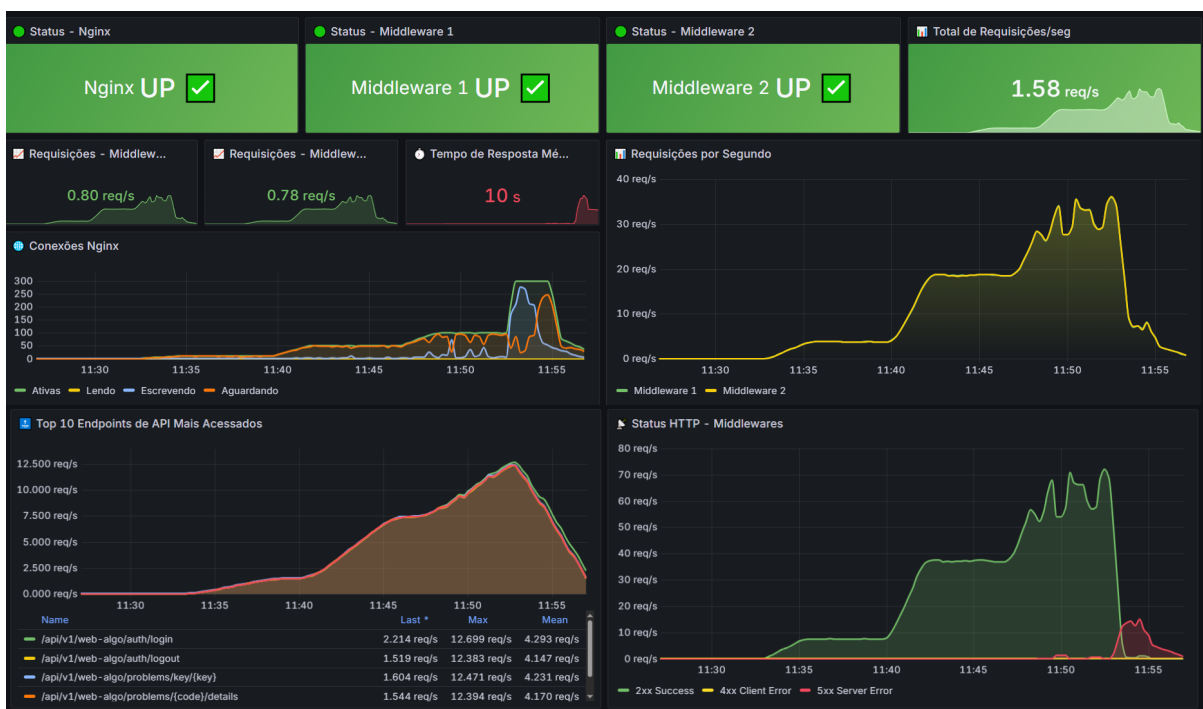 Status - Nginx
Status - Middleware 1
Status - Middleware 2
Total de Requisições/seg
Nginx UP
Middleware 1 UP
Middleware 2 UP
1.58 req/s
Requisições - Middlew...
Requisições - Middlew...
Tempo de Resposta Mé...
Requisições por Segundo
0.80 req/s
0.78 req/s
10 s
40 req/s
30 req/s
20 req/s
10 req/s
0 req/s
11:30 11:35 11:40 11:45 11:50 11:55
Middleware 1 Middleware 2
Conexões Nginx
300
250
200
150
100
50
0
11:30 11:35 11:40 11:45 11:50 11:55
Ativas Lendo Escrevendo Aguardando
Top 10 Endpoints de API Mais Acessados
12.500 req/s
10.000 req/s
7.500 req/s
5.000 req/s
2.500 req/s
0.000 req/s
11:30 11:35 11:40 11:45 11:50 11:55
Name Last * Max Mean
/api/v1/web-algo/auth/login 2.214 req/s 12.699 req/s 4.293 req/s
/api/v1/web-algo/auth/logout 1.519 req/s 12.383 req/s 4.147 req/s
/api/v1/web-algo/problems/key/{key} 1.604 req/s 12.471 req/s 4.231 req/s
/api/v1/web-algo/problems/{code}/details 1.544 req/s 12.394 req/s 4.170 req/s
Status HTTP - Middlewares
80 req/s
70 req/s
60 req/s
50 req/s
40 req/s
30 req/s
20 req/s
10 req/s
0 req/s
11:30 11:35 11:40 11:45 11:50 11:55
2xx Success 4xx Client Error 5xx Server Error